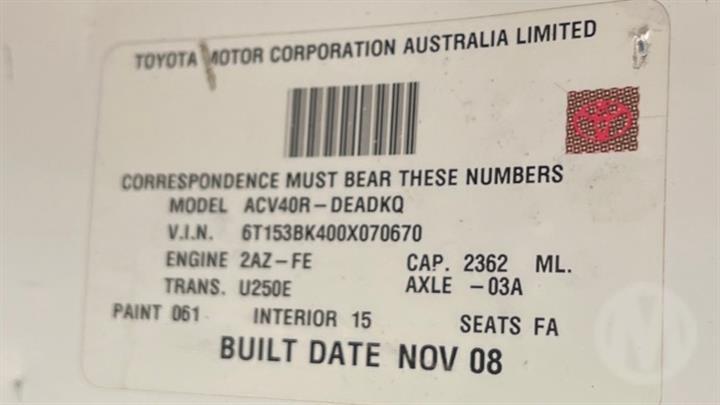 TOYOTA MOTOR CORPORATION AUSTRALIA LIMITED
CORRESPONDENCE MUST BEAR THESE NUMBERS
MODEL ACV40R-DEADKQ
V.I.N. 6T153BK400X070670
ENGINE 2AZ-FE CAP. 2362 ML.
TRANS. U250E AXLE -03A
PAINT 061 INTERIOR 15 SEATS FA
BUILT DATE NOV 08